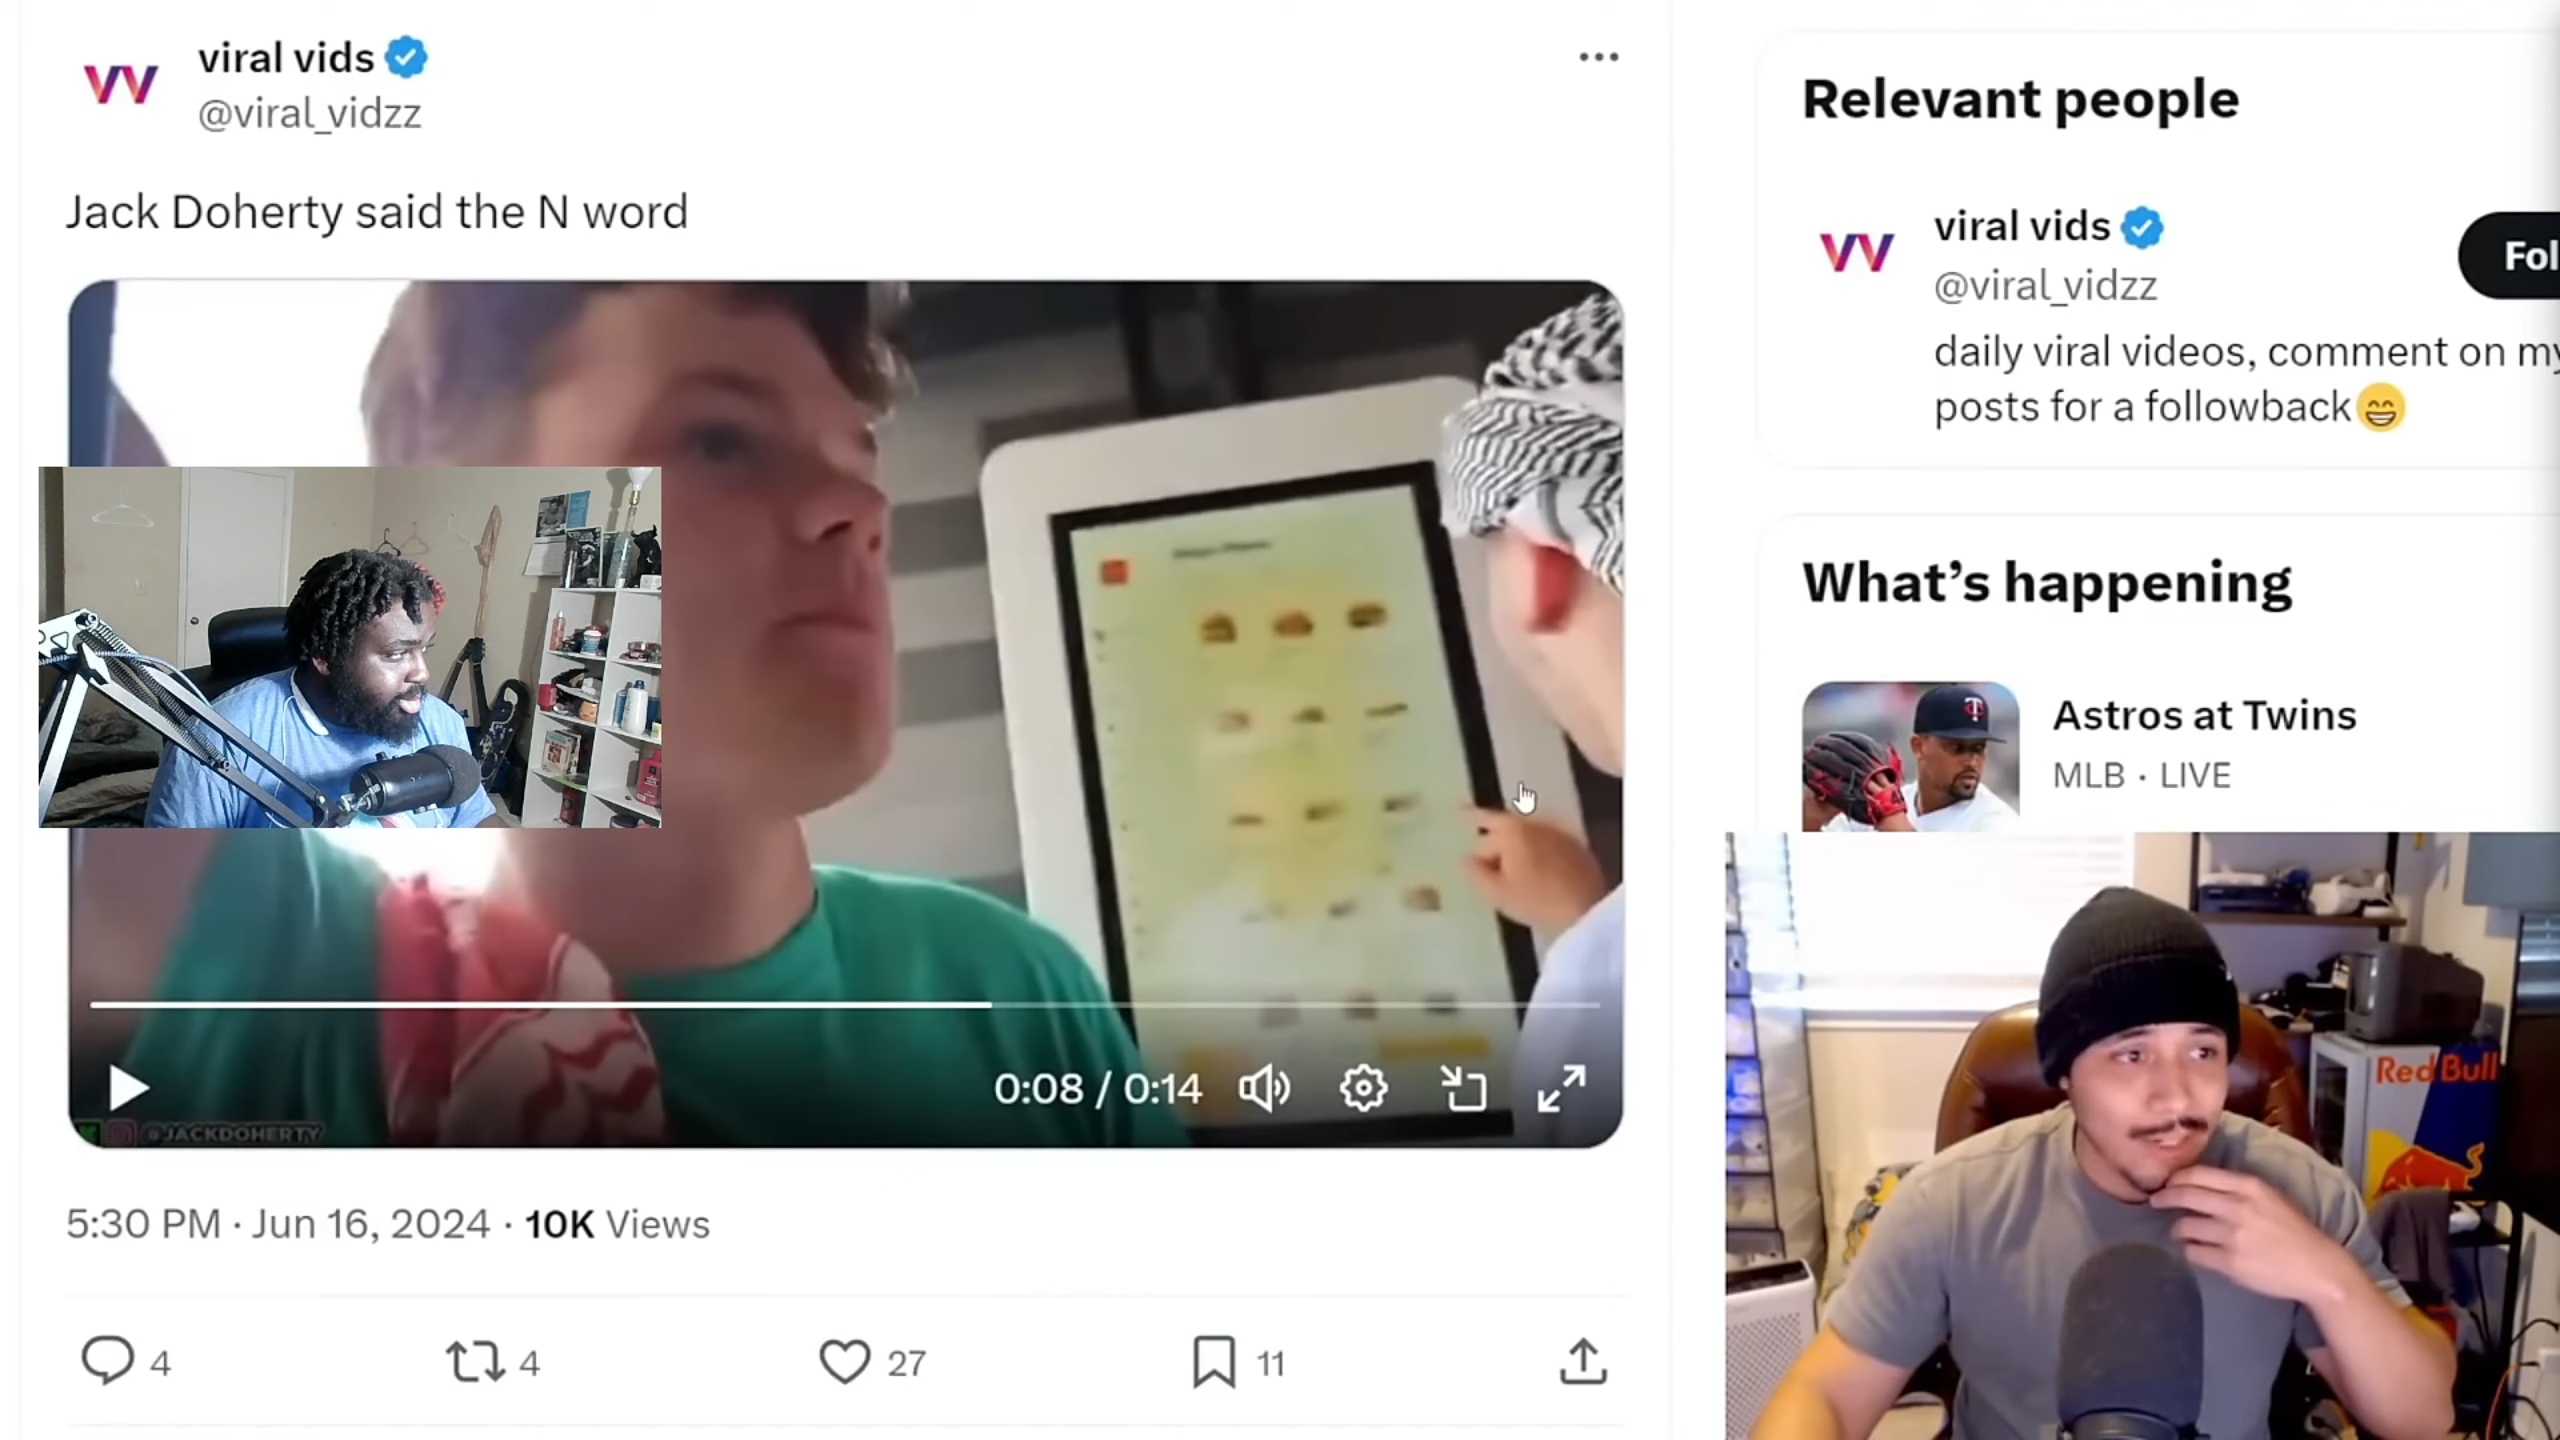 viral vids
@viral_vidzz
Jack Doherty said the N word
@JACKDOHERTY
0:08 / 0:14
5:30 PM · Jun 16, 2024 · 10K Views
4
4
27
11
Relevant people
viral vids
@viral_vidzz
Fol
daily viral videos, comment on my
posts for a followback😁
What's happening
Astros at Twins
MLB · LIVE
Red Bull